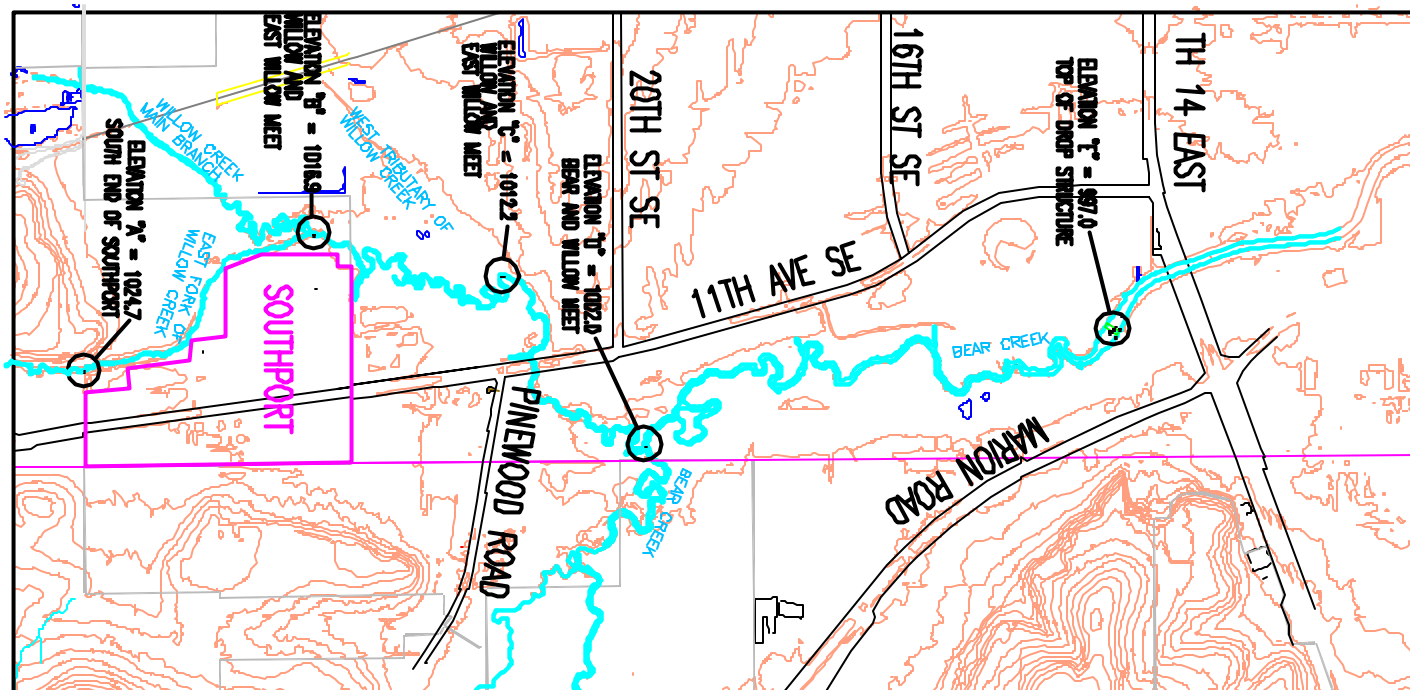 ELEVATION "B" = 1016.9
WILLOW AND
EAST WILLOW MEET
ELEVATION "C" = 1012.2
WILLOW AND
EAST WILLOW MEET
20TH ST SE
16TH ST SE
TH 14 EAST
ELEVATION "E" = 997.0
TOP OF DROP STRUCTURE
WILLOW CREEK
MAIN BRANCH
WEST TRIBUTARY OF
WILLOW CREEK
ELEVATION "A" = 1024.7
SOUTH END OF SOUTHPORT
ELEVATION "D" = 1002.0
BEAR AND WILLOW MEET
EAST FORK OF
WILLOW CREEK
SOUTHPORT
11TH AVE SE
BEAR CREEK
PINEWOOD ROAD
MARION ROAD
BEAR CREEK